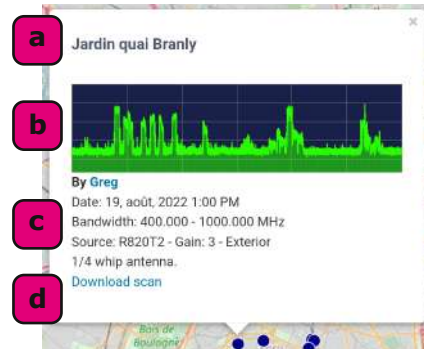 a
×
Jardin quai Branly
b
By Greg
Date: 19, août, 2022 1:00 PM
c
Bandwidth: 400.000 - 1000.000 MHz
Source: R820T2 - Gain: 3 - Exterior
1/4 whip antenna.
d
Download scan
Bois de
Boulogne